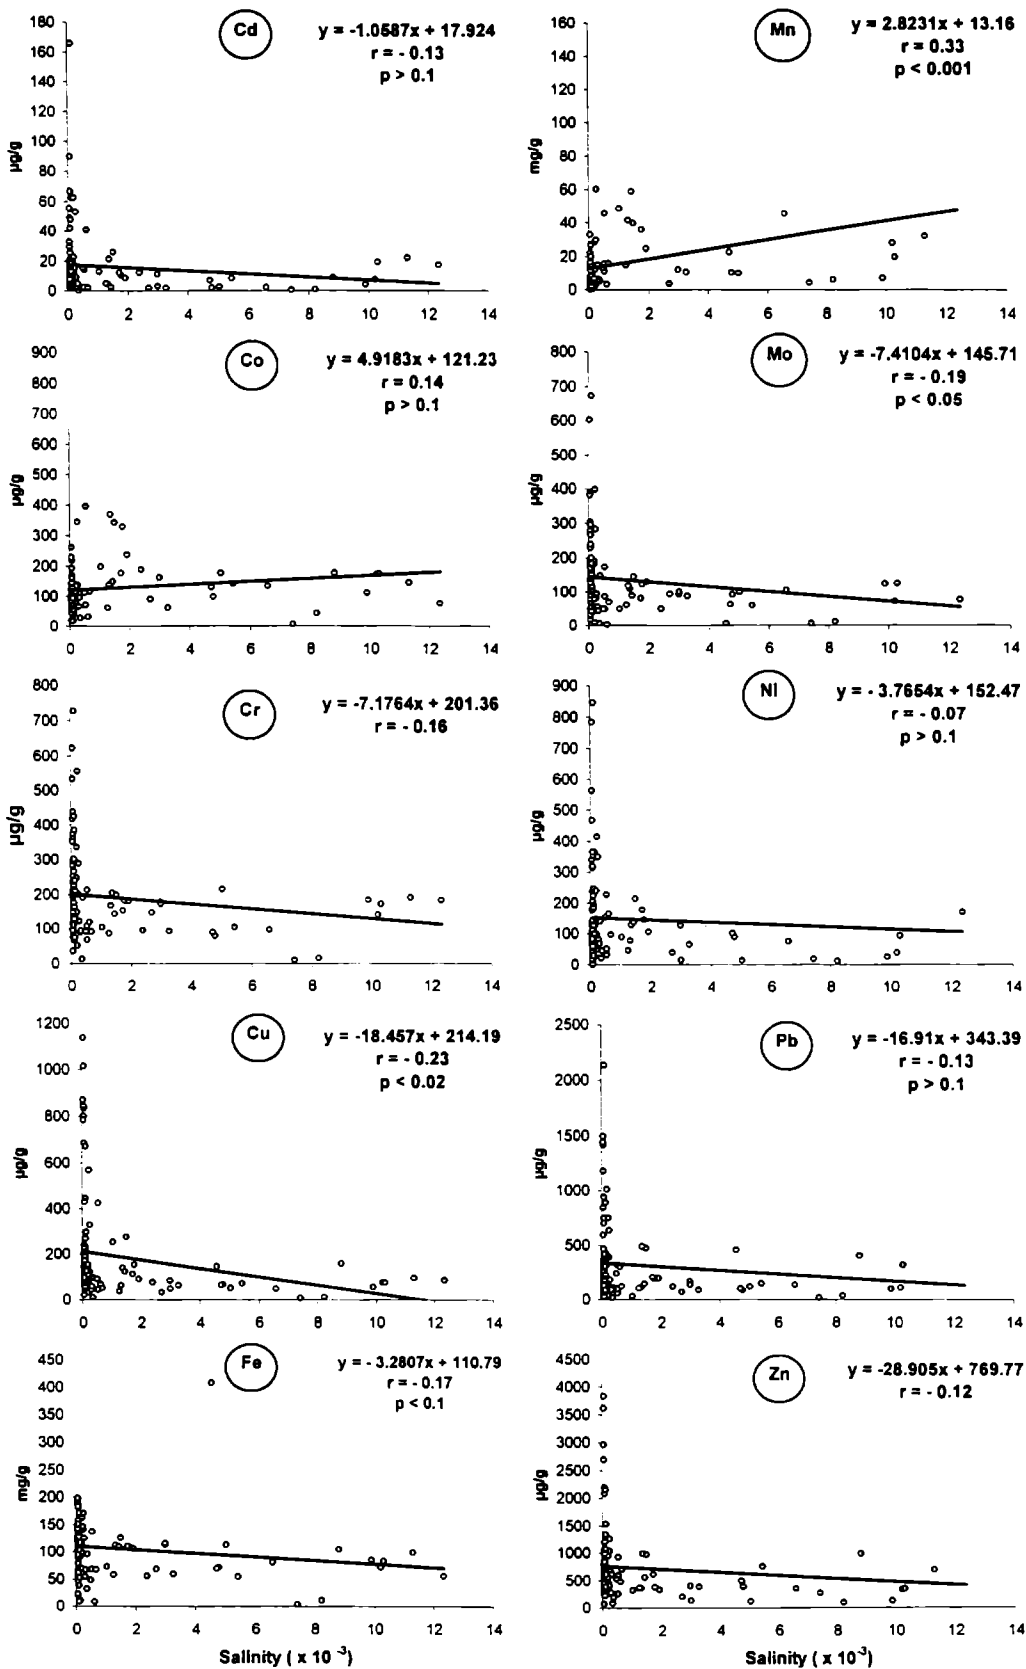 Cd
y = -1.0587x + 17.924
r = - 0.13
p > 0.1
180
160
140
120
100
80
60
40
20
0
µg/g
0 2 4 6 8 10 12 14
Mn
y = 2.8231x + 13.16
r = 0.33
p < 0.001
160
140
120
100
80
60
40
20
0
mg/g
0 2 4 6 8 10 12 14
Co
y = 4.9183x + 121.23
r = 0.14
p > 0.1
900
800
700
600
500
400
300
200
100
0
µg/g
0 2 4 6 8 10 12 14
Mo
y = -7.4104x + 145.71
r = - 0.19
p < 0.05
800
700
600
500
400
300
200
100
0
µg/g
0 2 4 6 8 10 12 14
Cr
y = -7.1764x + 201.36
r = - 0.16
800
700
600
500
400
300
200
100
0
µg/g
0 2 4 6 8 10 12 14
Ni
y = - 3.7654x + 152.47
r = - 0.07
p > 0.1
900
800
700
600
500
400
300
200
100
0
µg/g
0 2 4 6 8 10 12 14
Cu
y = -18.457x + 214.19
r = - 0.23
p < 0.02
1200
1000
800
600
400
200
0
µg/g
0 2 4 6 8 10 12 14
Pb
y = -16.91x + 343.39
r = - 0.13
p > 0.1
2500
2000
1500
1000
500
0
µg/g
0 2 4 6 8 10 12 14
Fe
y = - 3.2807x + 110.79
r = - 0.17
p < 0.1
450
400
350
300
250
200
150
100
50
0
mg/g
0 2 4 6 8 10 12 14
Salinity ( x 10 -3)
Zn
y = -28.905x + 769.77
r = - 0.12
4500
4000
3500
3000
2500
2000
1500
1000
500
0
µg/g
0 2 4 6 8 10 12 14
Salinity ( x 10 -3)